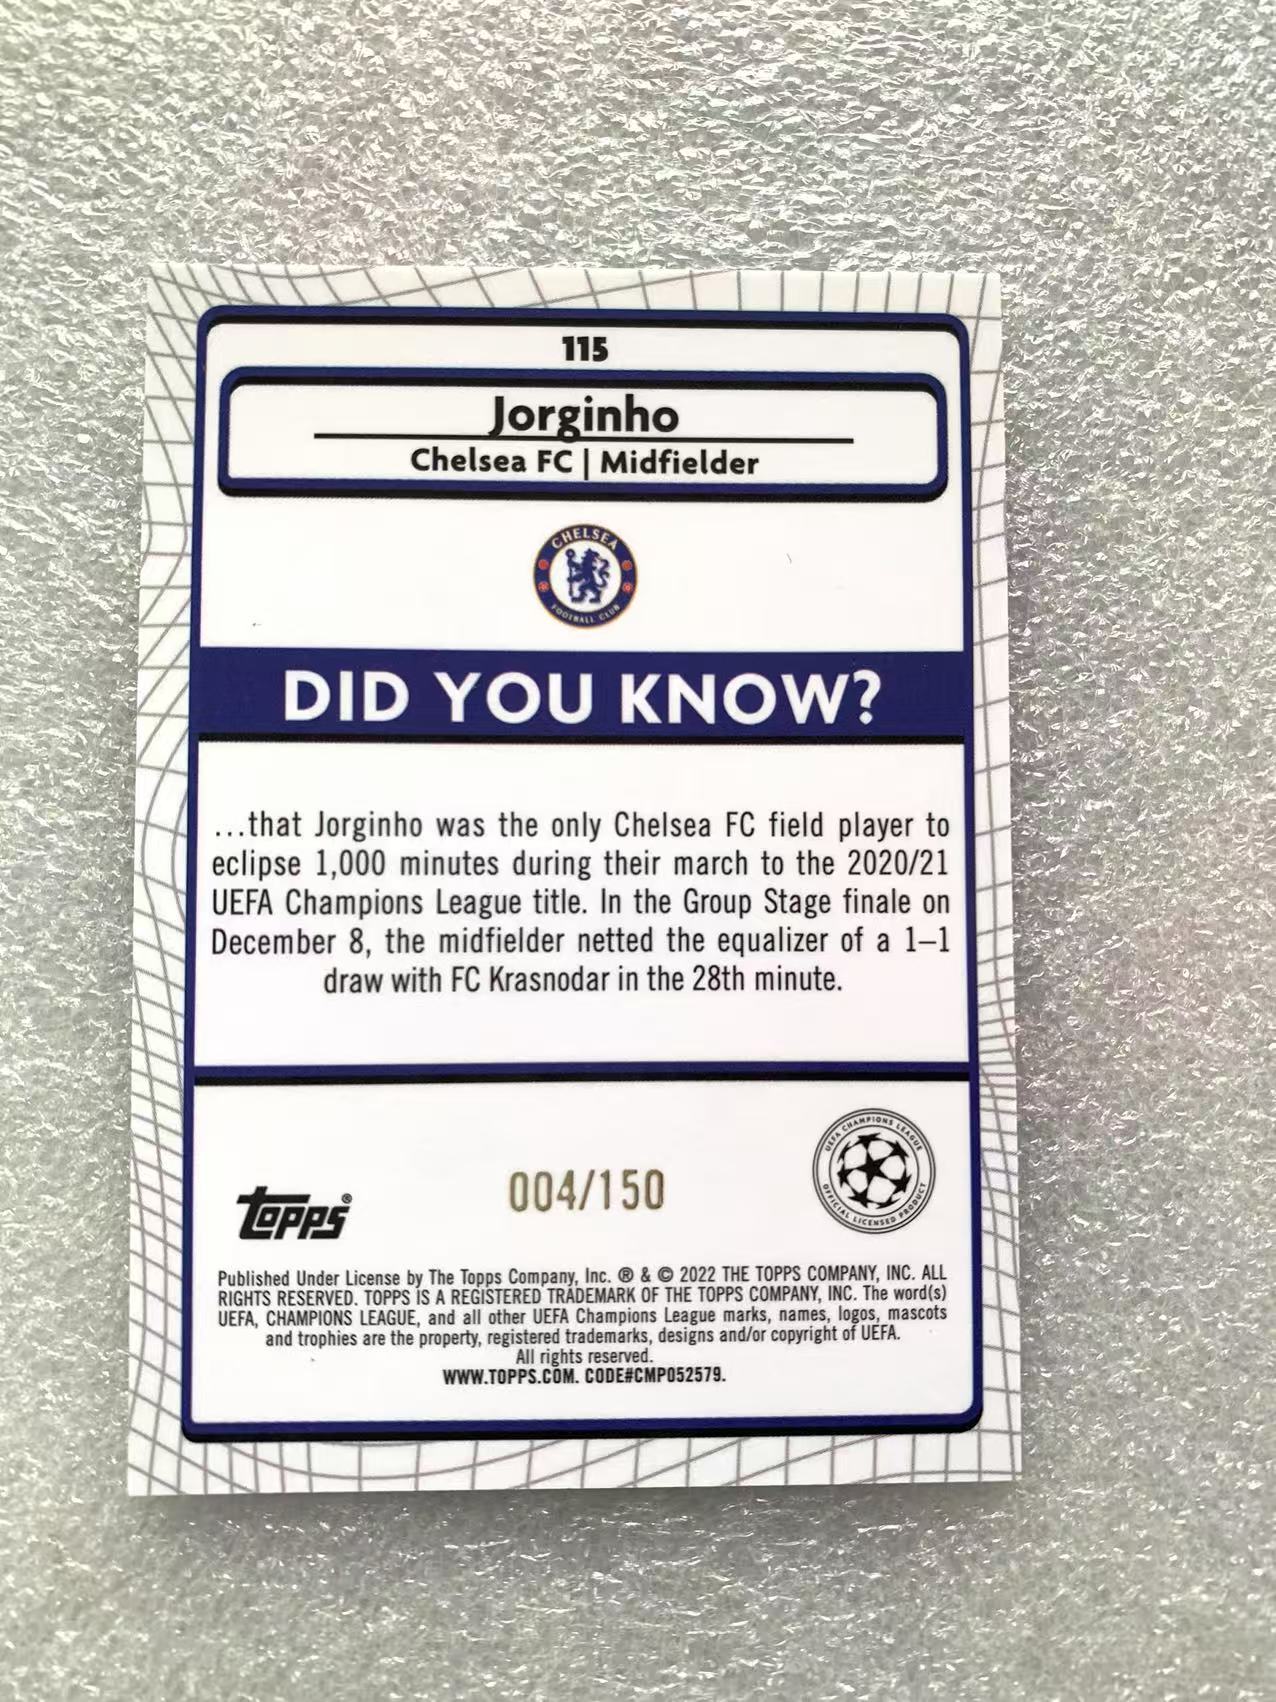 115
Jorginho
Chelsea FC | Midfielder
CHELSEA
FOOTBALL CLUB
DID YOU KNOW?
...that Jorginho was the only Chelsea FC field player to
eclipse 1,000 minutes during their march to the 2020/21
UEFA Champions League title. In the Group Stage finale on
December 8, the midfielder netted the equalizer of a 1–1
draw with FC Krasnodar in the 28th minute.
UEFA CHAMPIONS LEAGUE
OFFICIAL LICENSED PRODUCT
topps®
004/150
Published Under License by The Topps Company, Inc. ® & © 2022 THE TOPPS COMPANY, INC. ALL
RIGHTS RESERVED. TOPPS IS A REGISTERED TRADEMARK OF THE TOPPS COMPANY, INC. The word(s)
UEFA, CHAMPIONS LEAGUE, and all other UEFA Champions League marks, names, logos, mascots
and trophies are the property, registered trademarks, designs and/or copyright of UEFA.
All rights reserved.
WWW.TOPPS.COM. CODE#CMP052579.